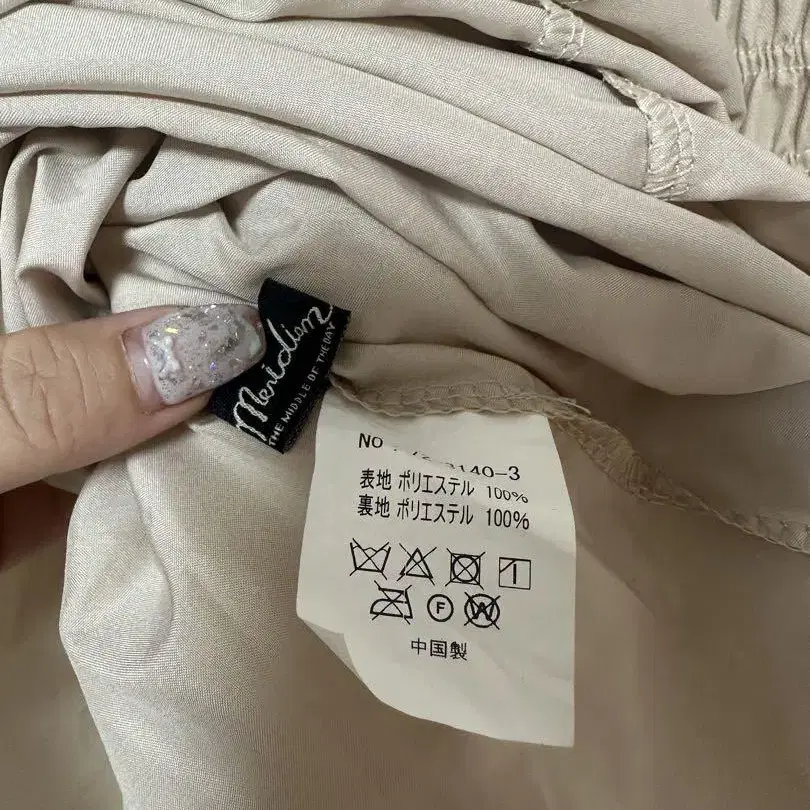 Meridiem
THE MIDDLE OF THE DAY
NO 140-3
表地 ポリエステル 100%
裏地 ポリエステル 100%
F
W
中国製